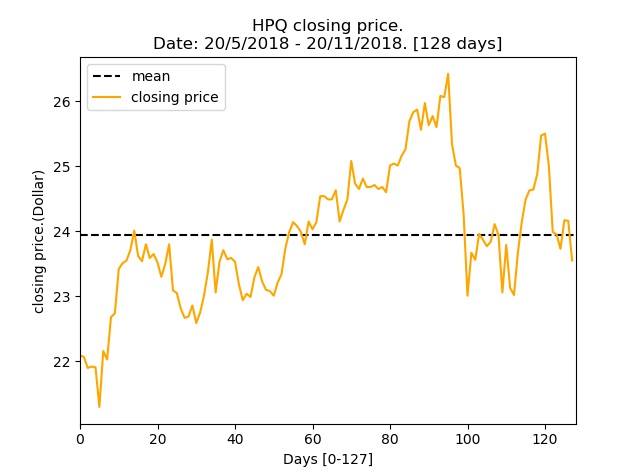 HPQ closing price.
Date: 20/5/2018 - 20/11/2018. [128 days]
mean
closing price
closing price.(Dollar)
26
25
24
23
22
0 20 40 60 80 100 120
Days [0-127]